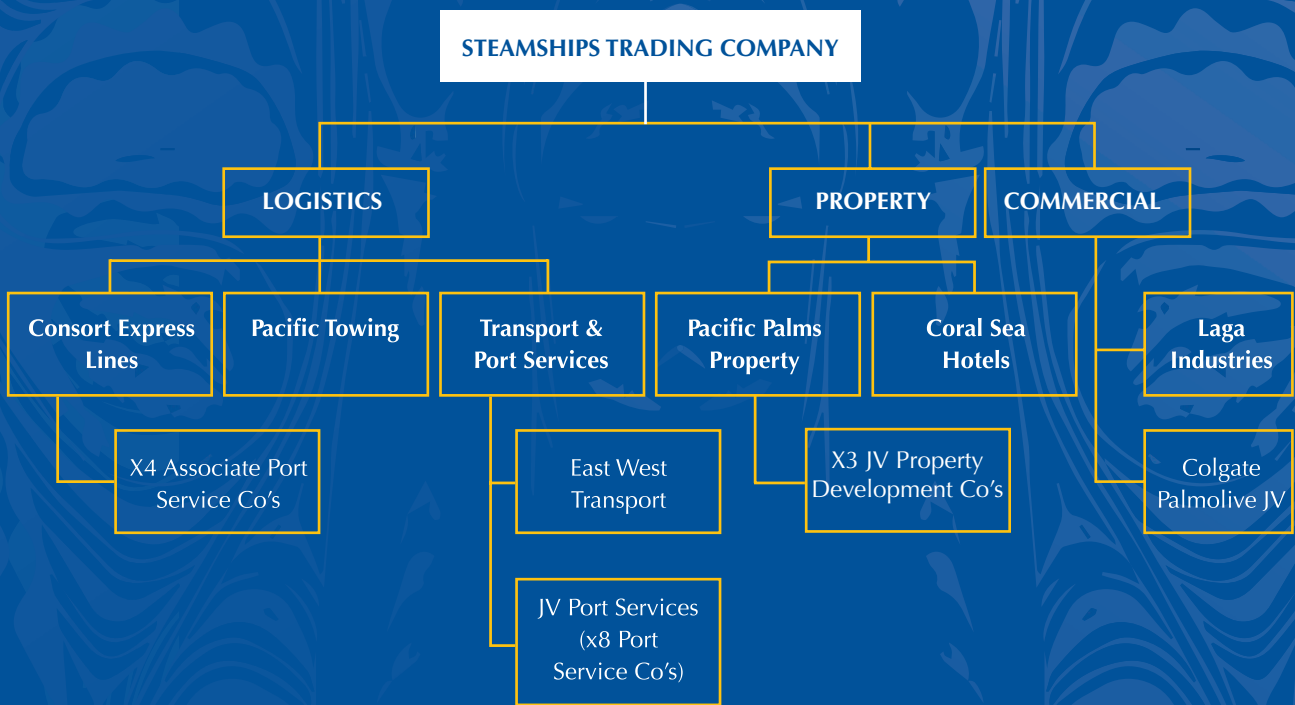 STEAMSHIPS TRADING COMPANY
LOGISTICS
PROPERTY
COMMERCIAL
Consort Express
Lines
Pacific Towing
Transport &
Port Services
Pacific Palms
Property
Coral Sea
Hotels
Laga
Industries
X4 Associate Port
Service Co’s
East West
Transport
X3 JV Property
Development Co’s
Colgate
Palmolive JV
JV Port Services
(x8 Port
Service Co’s)